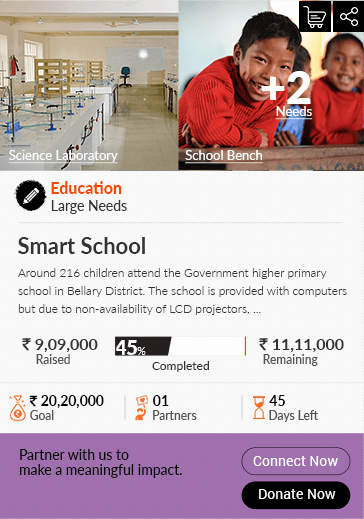 +2
Needs
Science Laboratory
School Bench
Education
Large Needs
Smart School
Around 216 children attend the Government higher primary
school in Bellary District. The school is provided with computers
but due to non-availability of LCD projectors, ...
₹ 9,09,000
Raised
45%
Completed
₹ 11,11,000
Remaining
₹ 20,20,000
Goal
01
Partners
45
Days Left
Partner with us to
make a meaningful impact.
Connect Now
Donate Now